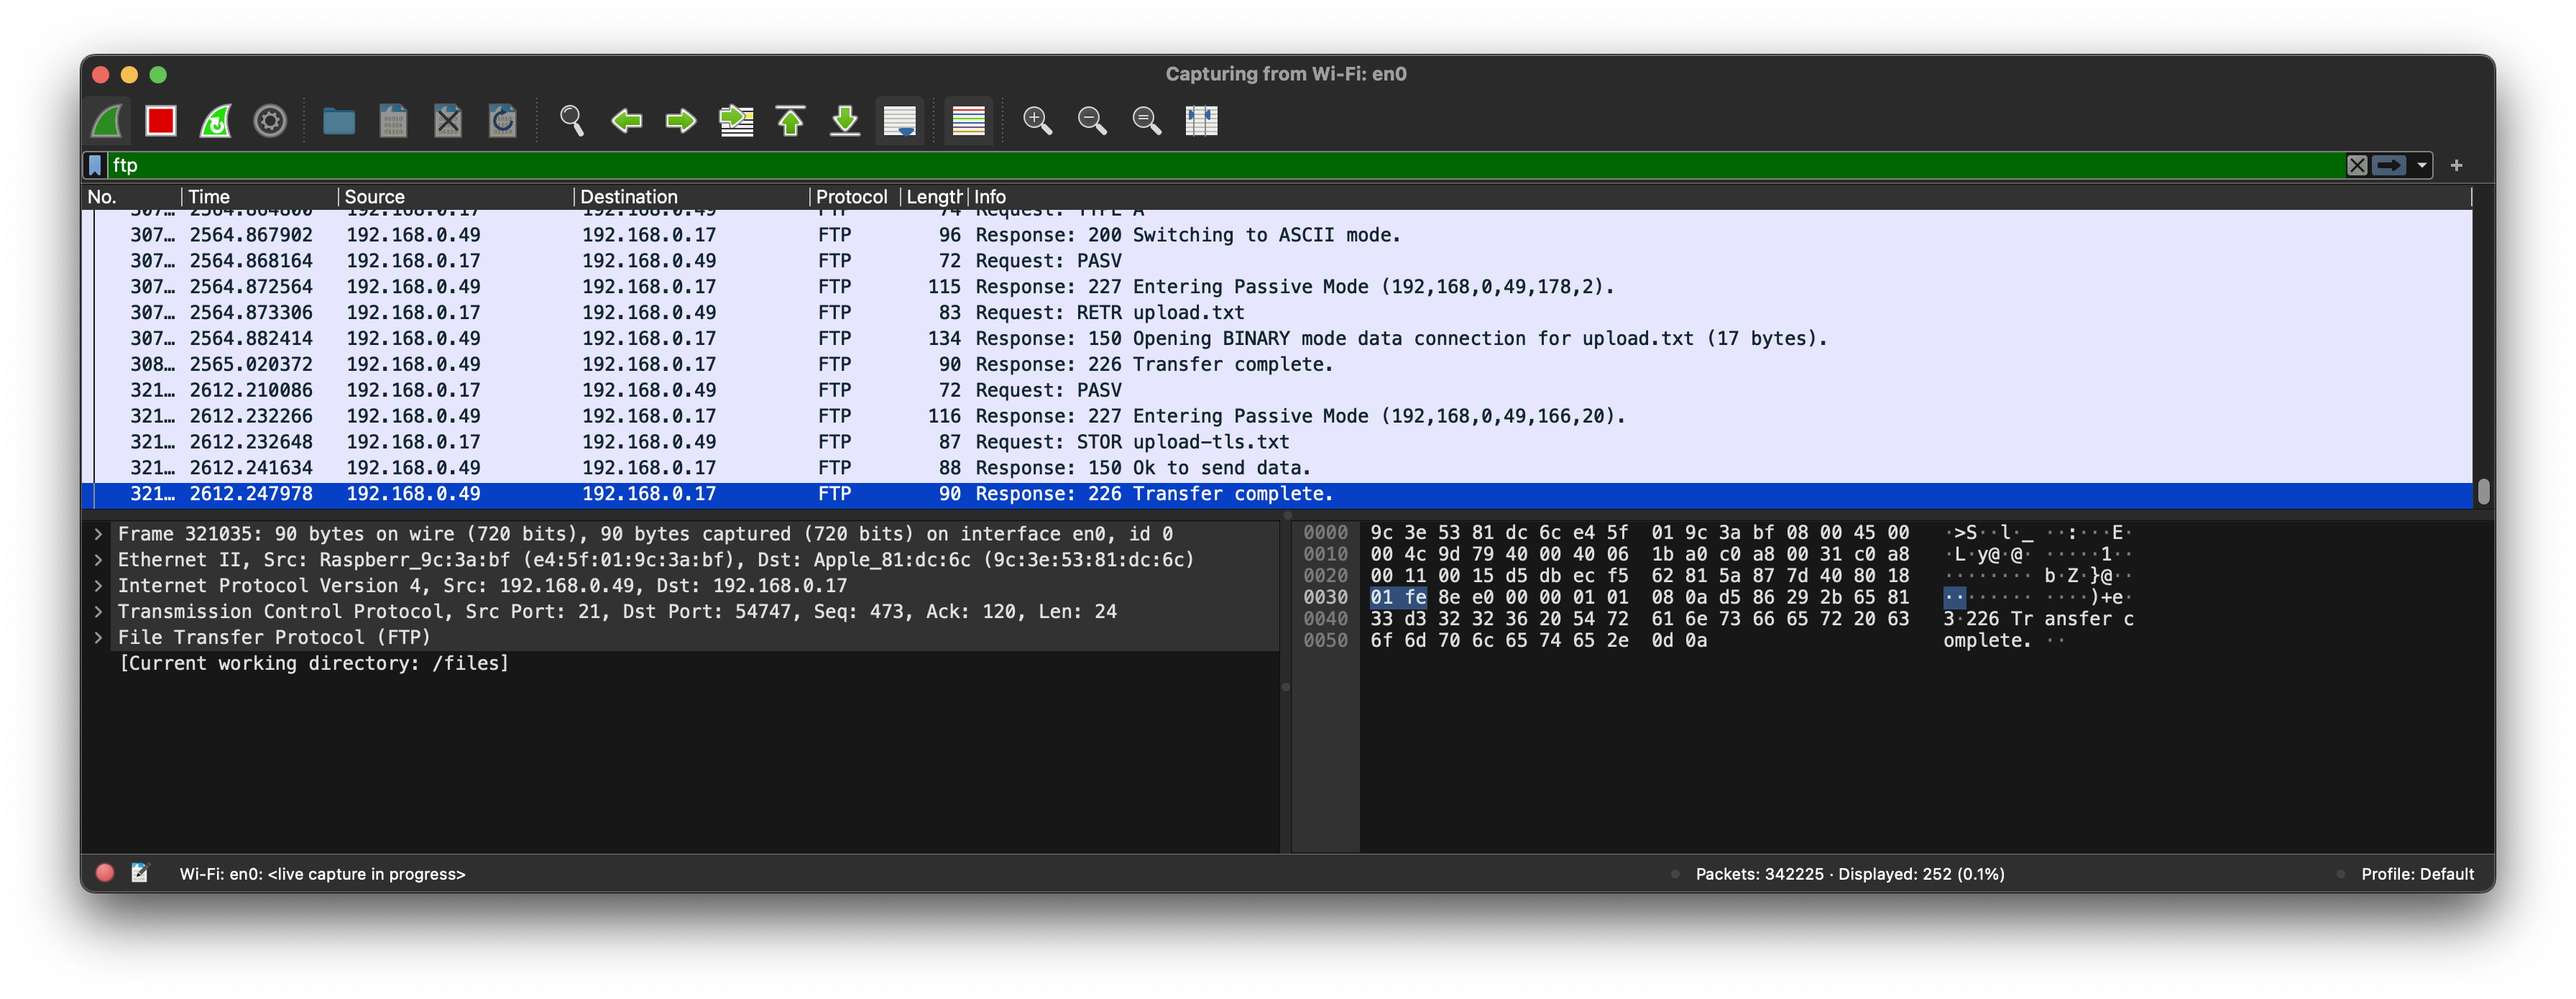 Capturing from Wi-Fi: en0
ftp
No. Time Source Destination Protocol Length Info
307… 2564.864800 192.168.0.17 192.168.0.49 FTP 74 Request: TYPE A
307… 2564.867902 192.168.0.49 192.168.0.17 FTP 96 Response: 200 Switching to ASCII mode.
307… 2564.868164 192.168.0.17 192.168.0.49 FTP 72 Request: PASV
307… 2564.872564 192.168.0.49 192.168.0.17 FTP 115 Response: 227 Entering Passive Mode (192,168,0,49,178,2).
307… 2564.873306 192.168.0.17 192.168.0.49 FTP 83 Request: RETR upload.txt
307… 2564.882414 192.168.0.49 192.168.0.17 FTP 134 Response: 150 Opening BINARY mode data connection for upload.txt (17 bytes).
308… 2565.020372 192.168.0.49 192.168.0.17 FTP 90 Response: 226 Transfer complete.
321… 2612.210086 192.168.0.17 192.168.0.49 FTP 72 Request: PASV
321… 2612.232266 192.168.0.49 192.168.0.17 FTP 116 Response: 227 Entering Passive Mode (192,168,0,49,166,20).
321… 2612.232648 192.168.0.17 192.168.0.49 FTP 87 Request: STOR upload-tls.txt
321… 2612.241634 192.168.0.49 192.168.0.17 FTP 88 Response: 150 Ok to send data.
321… 2612.247978 192.168.0.49 192.168.0.17 FTP 90 Response: 226 Transfer complete.
Frame 321035: 90 bytes on wire (720 bits), 90 bytes captured (720 bits) on interface en0, id 0
Ethernet II, Src: Raspberr_9c:3a:bf (e4:5f:01:9c:3a:bf), Dst: Apple_81:dc:6c (9c:3e:53:81:dc:6c)
Internet Protocol Version 4, Src: 192.168.0.49, Dst: 192.168.0.17
Transmission Control Protocol, Src Port: 21, Dst Port: 54747, Seq: 473, Ack: 120, Len: 24
File Transfer Protocol (FTP)
[Current working directory: /files]
0000 9c 3e 53 81 dc 6c e4 5f 01 9c 3a bf 08 00 45 00 ·>S··l·_ ··:···E·
0010 00 4c 9d 79 40 00 40 06 1b a0 c0 a8 00 31 c0 a8 ·L·y@·@· ·····1··
0020 00 11 00 15 d5 db ec f5 62 81 5a 87 7d 40 80 18 ········ b·Z·}@··
0030 01 fe 8e e0 00 00 01 01 08 0a d5 86 29 2b 65 81 ········ ····)+e·
0040 33 d3 32 32 36 20 54 72 61 6e 73 66 65 72 20 63 3·226 Tr ansfer c
0050 6f 6d 70 6c 65 74 65 2e 0d 0a omplete. ··
Wi-Fi: en0: <live capture in progress>
Packets: 342225 · Displayed: 252 (0.1%)
Profile: Default